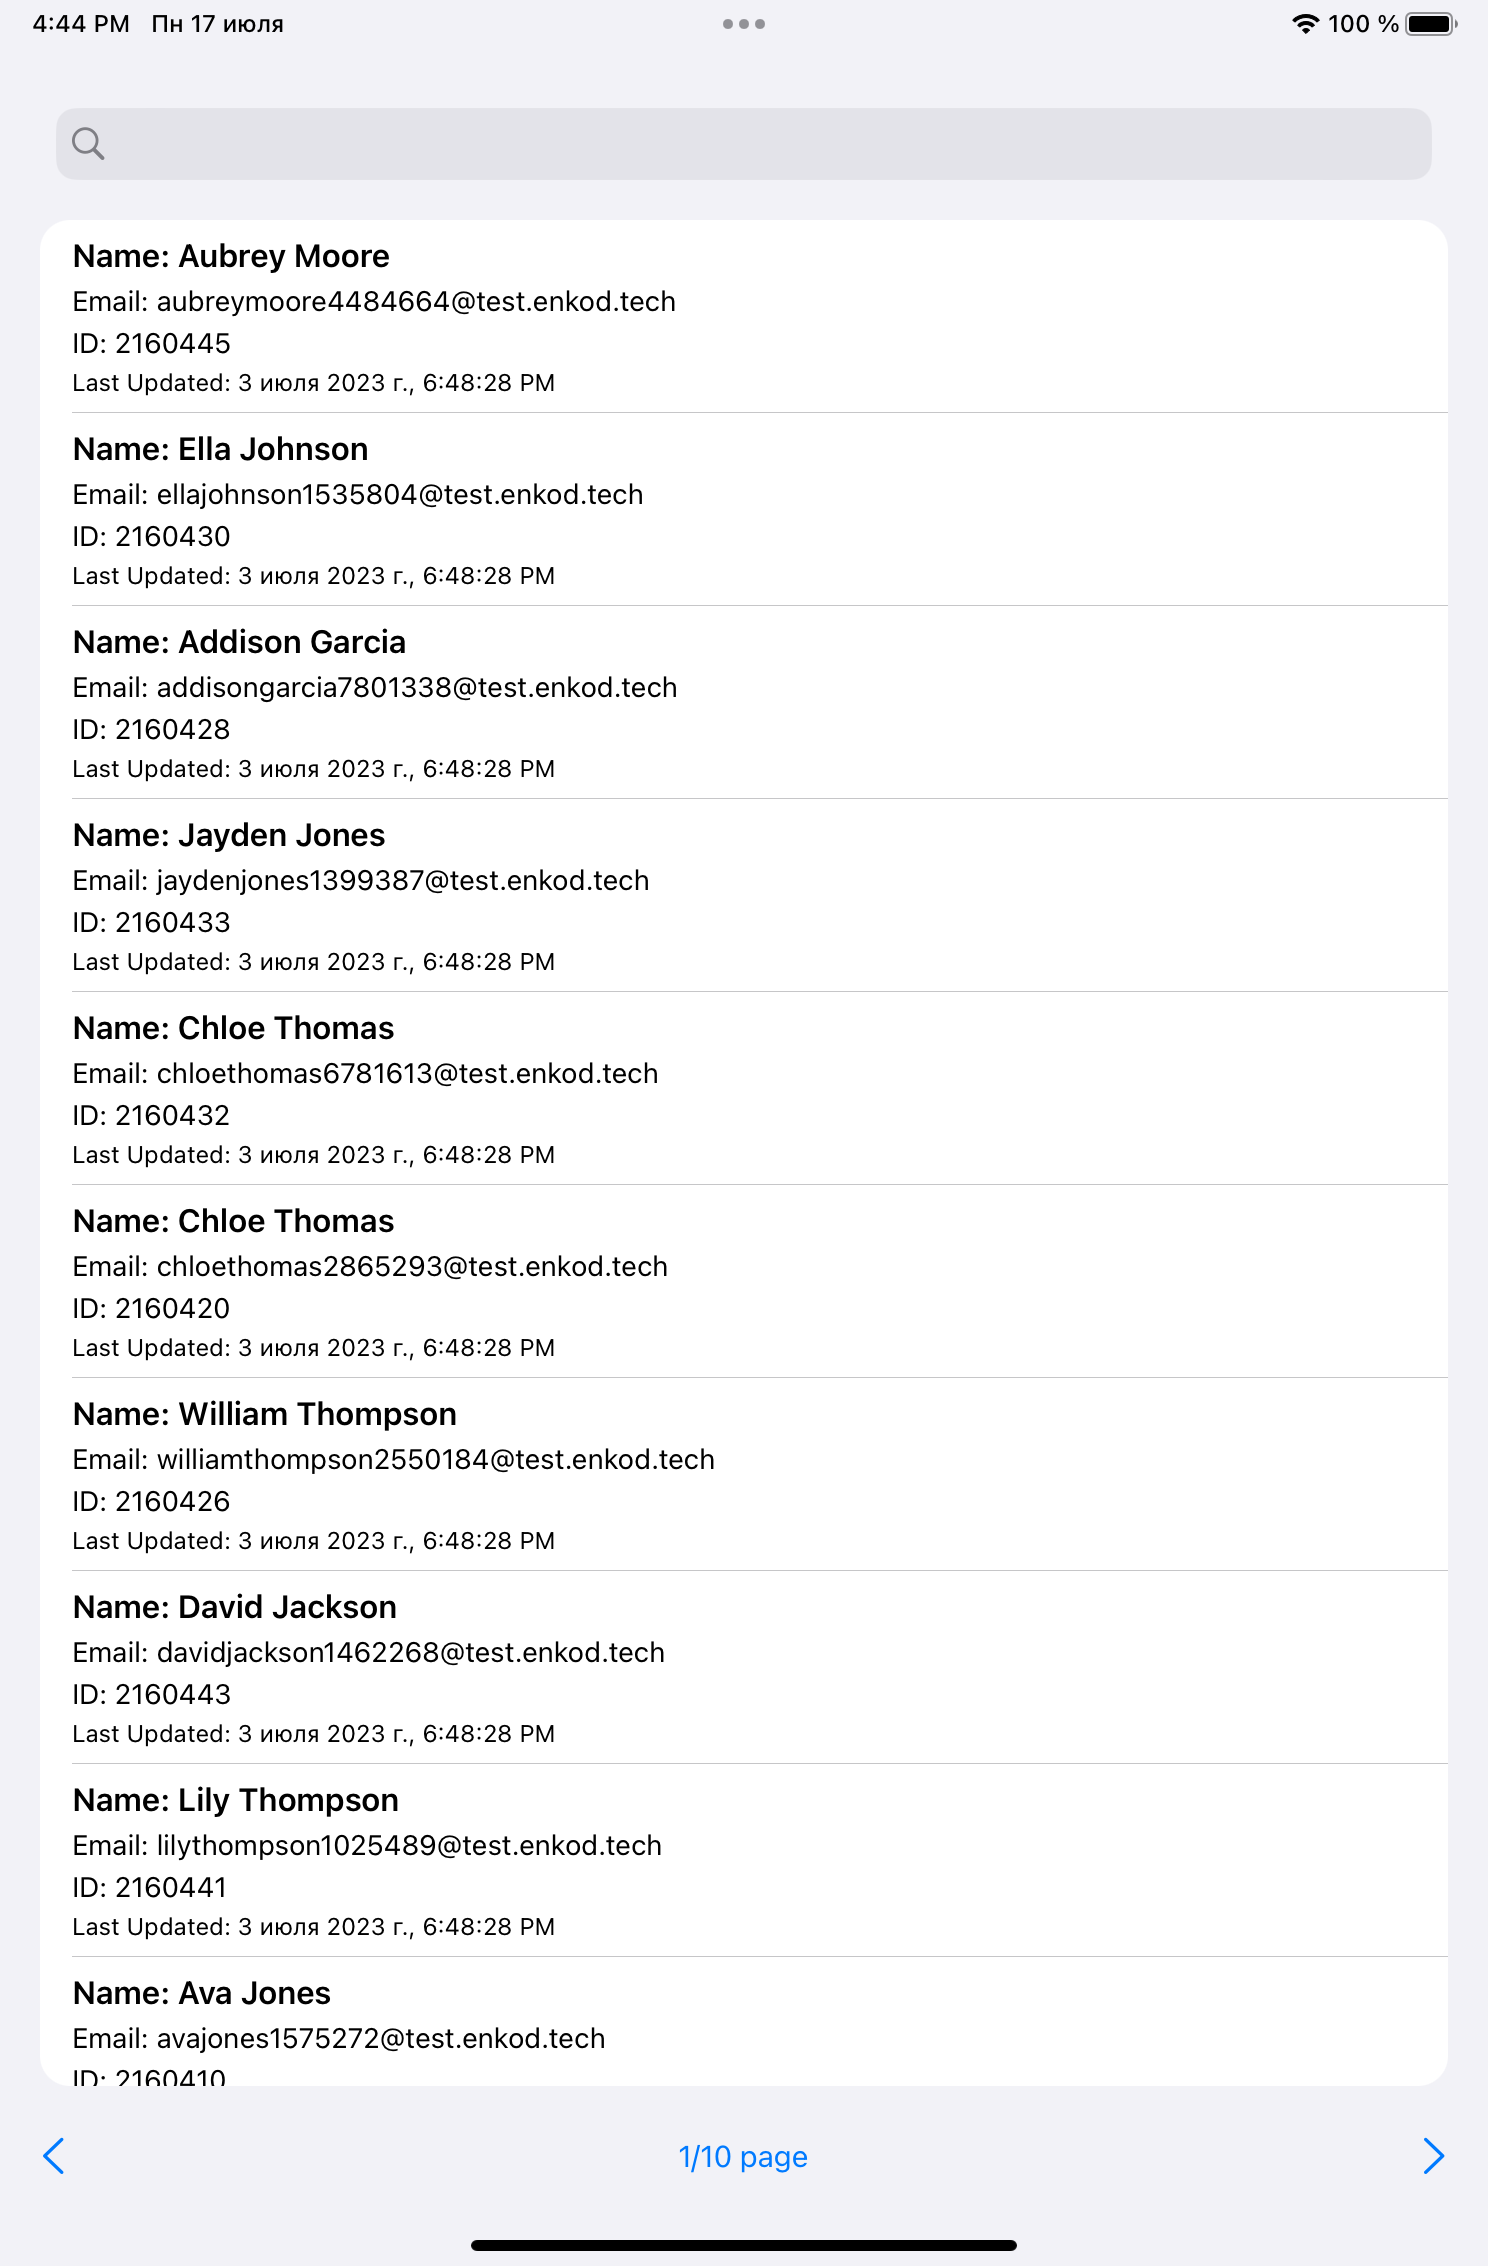 4:44 PM Пн 17 июля 100 %
Name: Aubrey Moore
Email: aubreymoore4484664@test.enkod.tech
ID: 2160445
Last Updated: 3 июля 2023 г., 6:48:28 PM
Name: Ella Johnson
Email: ellajohnson1535804@test.enkod.tech
ID: 2160430
Last Updated: 3 июля 2023 г., 6:48:28 PM
Name: Addison Garcia
Email: addisongarcia7801338@test.enkod.tech
ID: 2160428
Last Updated: 3 июля 2023 г., 6:48:28 PM
Name: Jayden Jones
Email: jaydenjones1399387@test.enkod.tech
ID: 2160433
Last Updated: 3 июля 2023 г., 6:48:28 PM
Name: Chloe Thomas
Email: chloethomas6781613@test.enkod.tech
ID: 2160432
Last Updated: 3 июля 2023 г., 6:48:28 PM
Name: Chloe Thomas
Email: chloethomas2865293@test.enkod.tech
ID: 2160420
Last Updated: 3 июля 2023 г., 6:48:28 PM
Name: William Thompson
Email: williamthompson2550184@test.enkod.tech
ID: 2160426
Last Updated: 3 июля 2023 г., 6:48:28 PM
Name: David Jackson
Email: davidjackson1462268@test.enkod.tech
ID: 2160443
Last Updated: 3 июля 2023 г., 6:48:28 PM
Name: Lily Thompson
Email: lilythompson1025489@test.enkod.tech
ID: 2160441
Last Updated: 3 июля 2023 г., 6:48:28 PM
Name: Ava Jones
Email: avajones1575272@test.enkod.tech
ID: 2160410
1/10 page